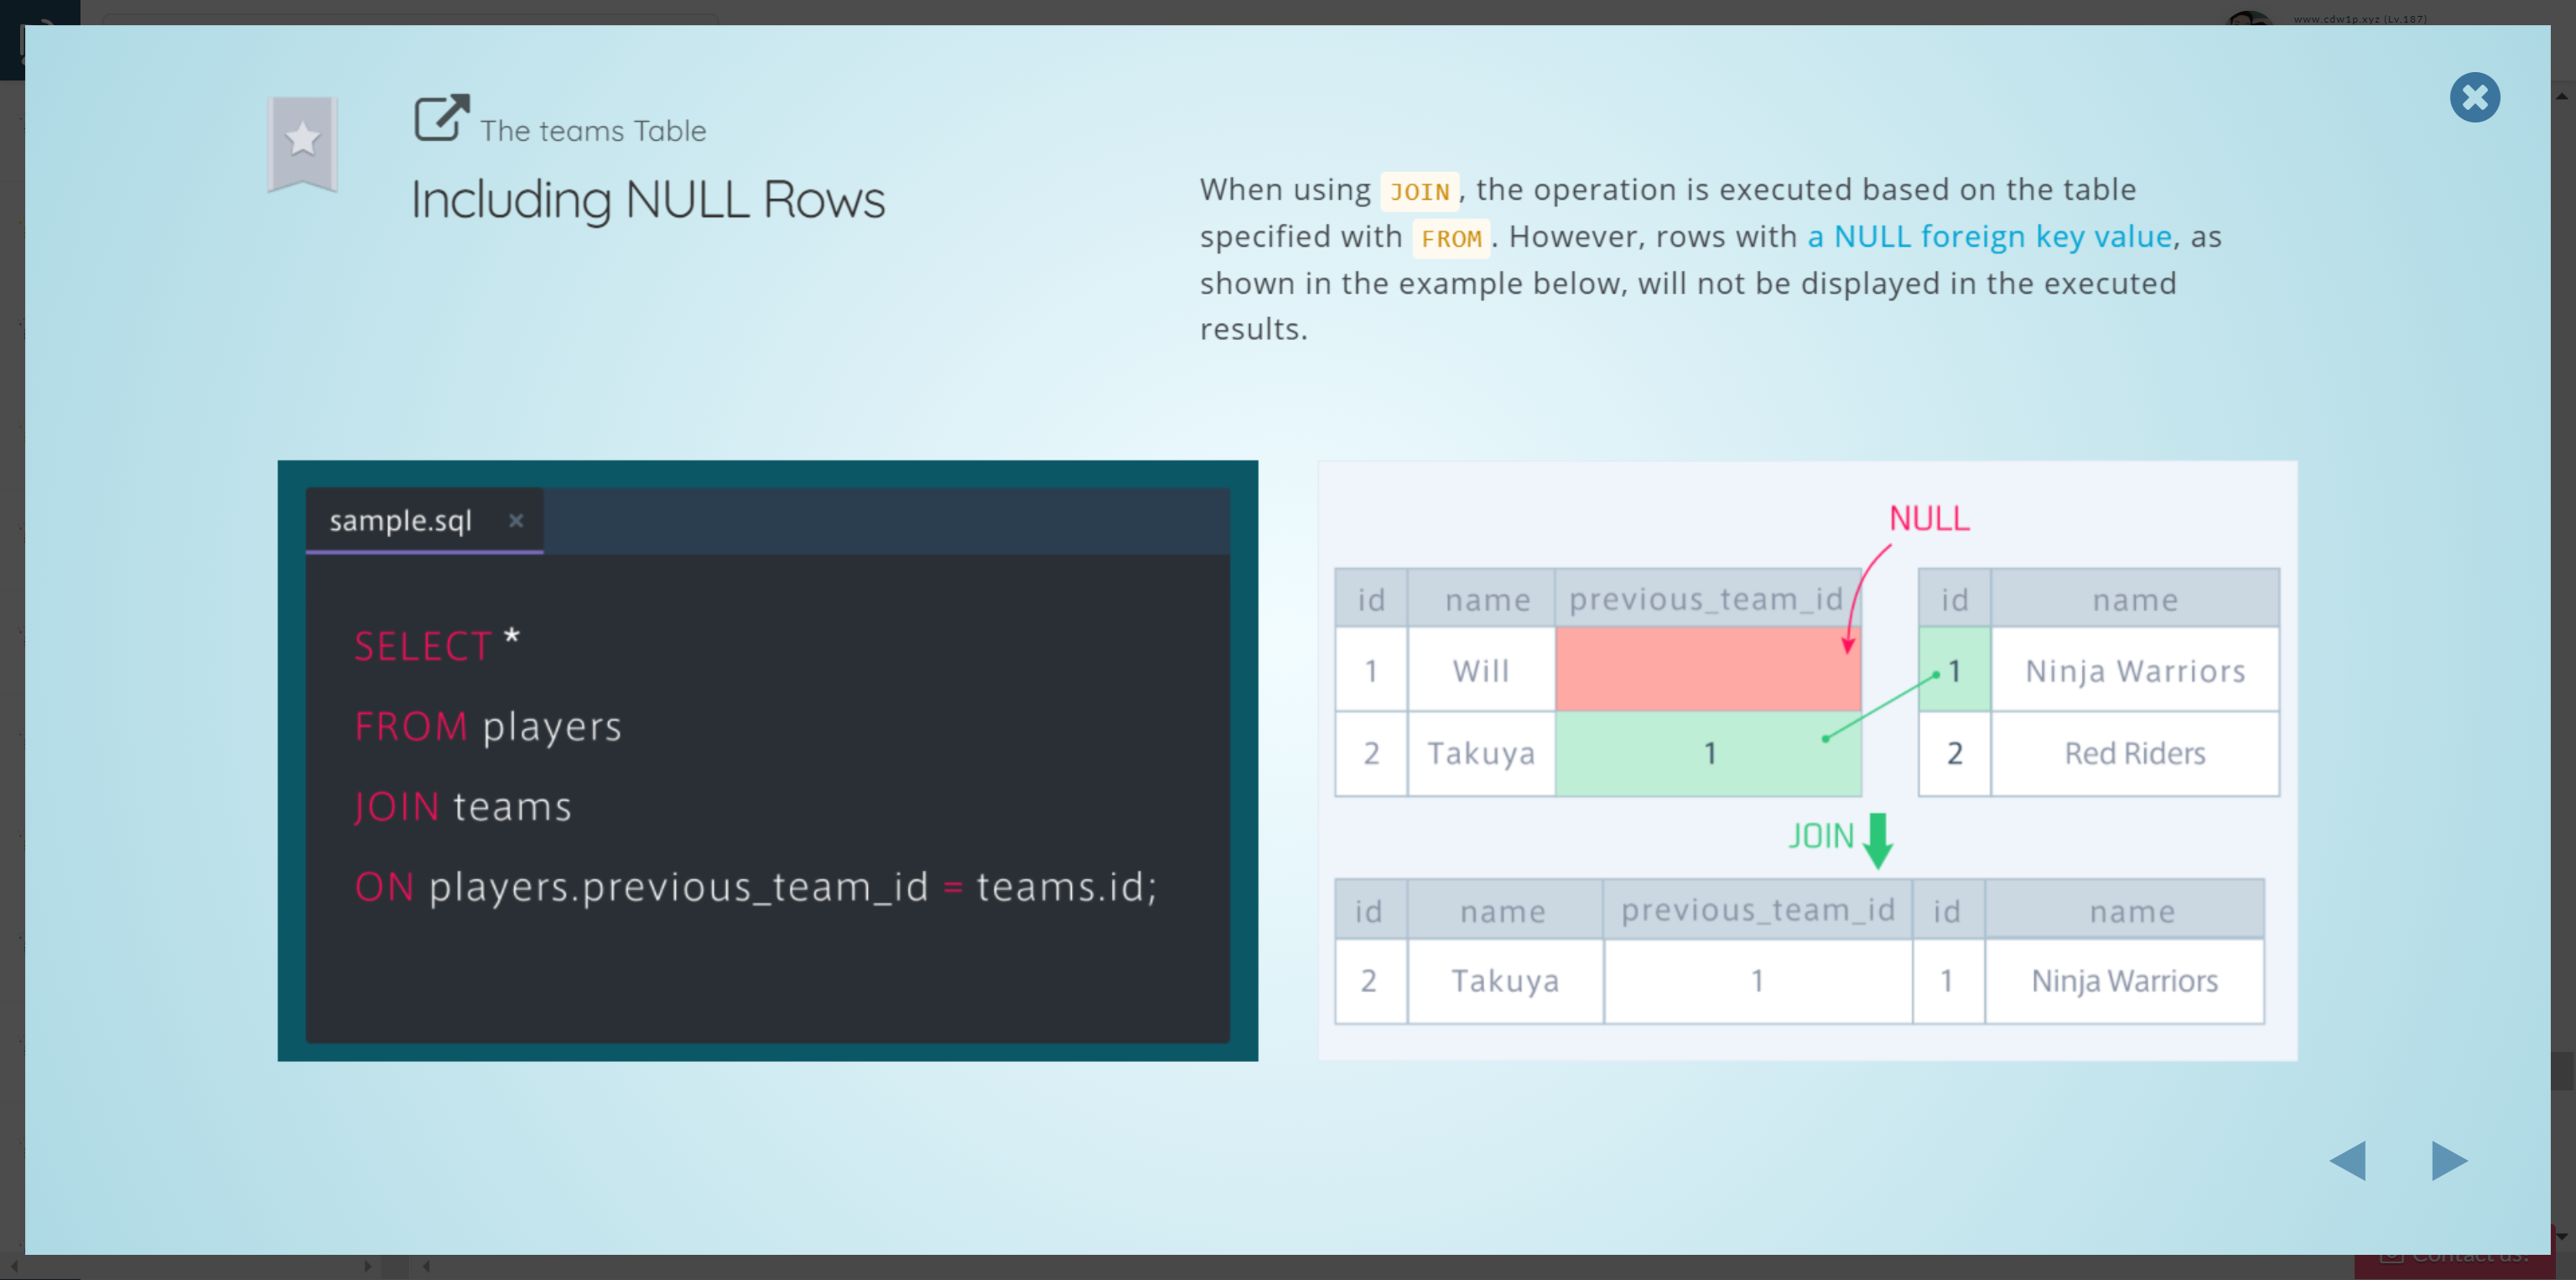 www.cdw1p.xyz (Lv.187)
The teams Table
Including NULL Rows
When using JOIN, the operation is executed based on the table
specified with FROM. However, rows with a NULL foreign key value, as
shown in the example below, will not be displayed in the executed
results.
sample.sql ×
SELECT *
FROM players
JOIN teams
ON players.previous_team_id = teams.id;
NULL
id name previous_team_id id name
1 Will 1 Ninja Warriors
2 Takuya 1 2 Red Riders
JOIN
id name previous_team_id id name
2 Takuya 1 1 Ninja Warriors
Contact us!